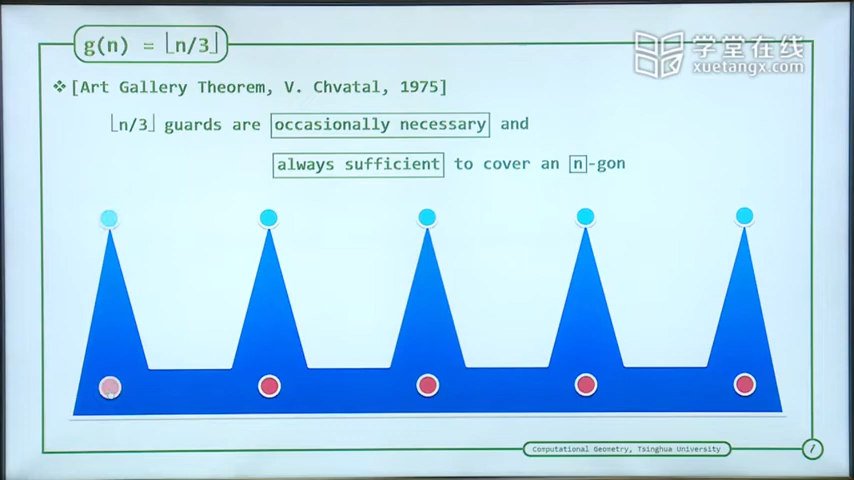 g(n) = ⌊n/3⌋
学堂在线
xuetangx.com
❖ [Art Gallery Theorem, V. Chvatal, 1975]
⌊n/3⌋ guards are occasionally necessary and
always sufficient to cover an n-gon
Computational Geometry, Tsinghua University
7